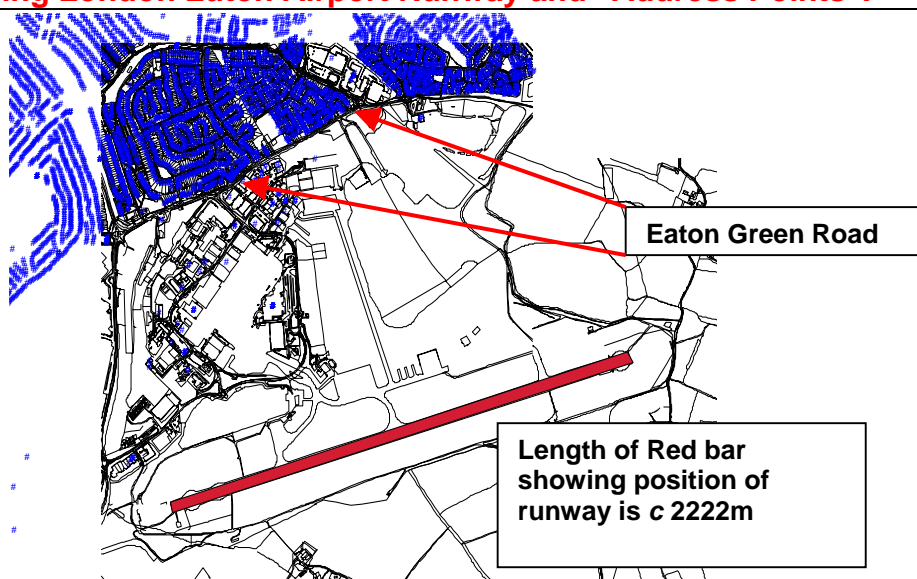 ing London Luton Airport Runway and "Address Points".
Eaton Green Road
Length of Red bar
showing position of
runway is c 2222m